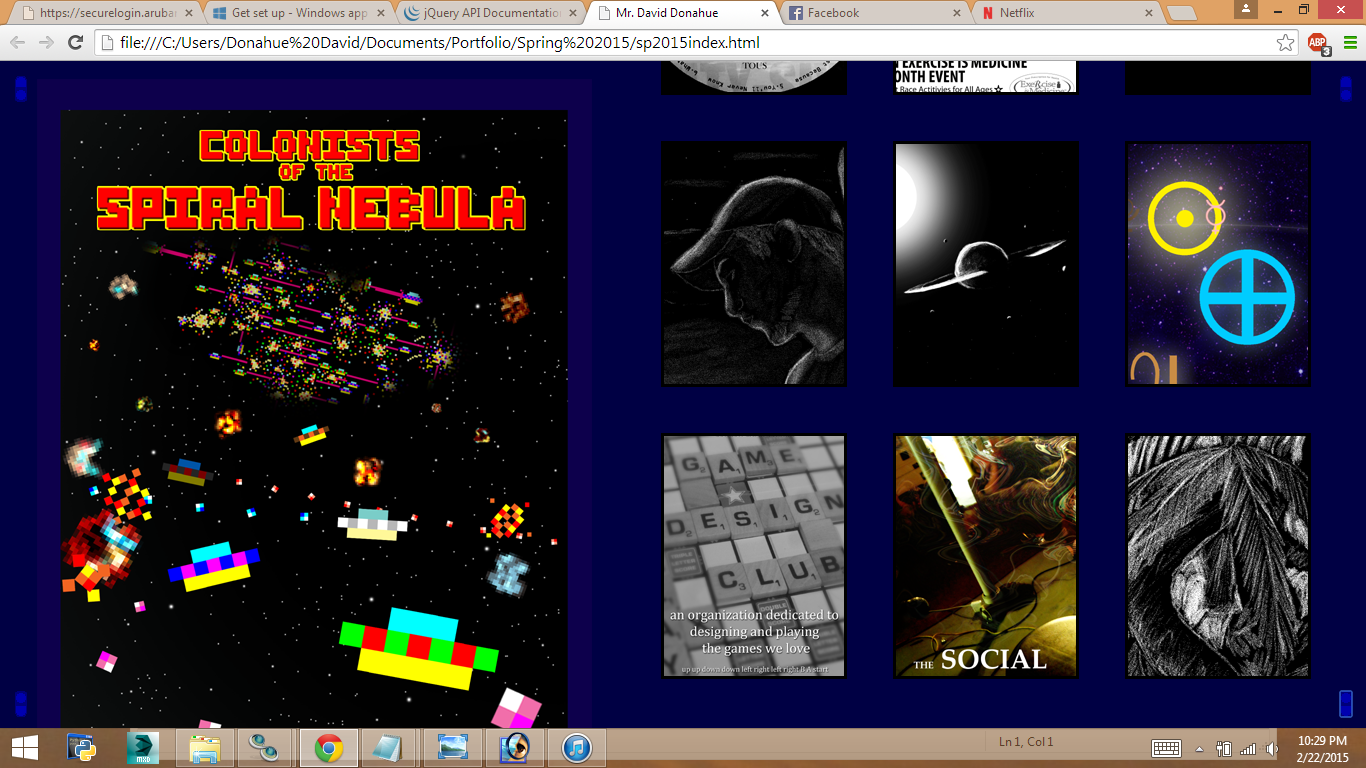 https://securelogin.arubar
Get set up - Windows app
jQuery API Documentation
Mr. David Donahue
Facebook
Netflix
file:///C:/Users/Donahue%20David/Documents/Portfolio/Spring%202015/sp2015index.html
ABP
3
TOUS
EXERCISE IS MEDICINE
ONTH EVENT
Race Activities for All Ages
COLONISTS
OF THE
SPIRAL NEBULA
GAME
DESIGN
CLUB
an organization dedicated to
designing and playing
the games we love
up up down down left right left right B A start
THE SOCIAL
Ln 1, Col 1
10:29 PM
2/22/2015